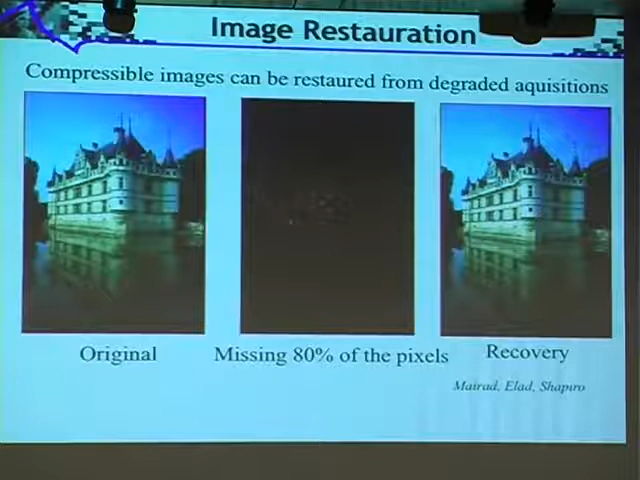 Image Restauration
Compressible images can be restaured from degraded aquisitions
Original
Missing 80% of the pixels
Recovery
Mairad, Elad, Shapiro